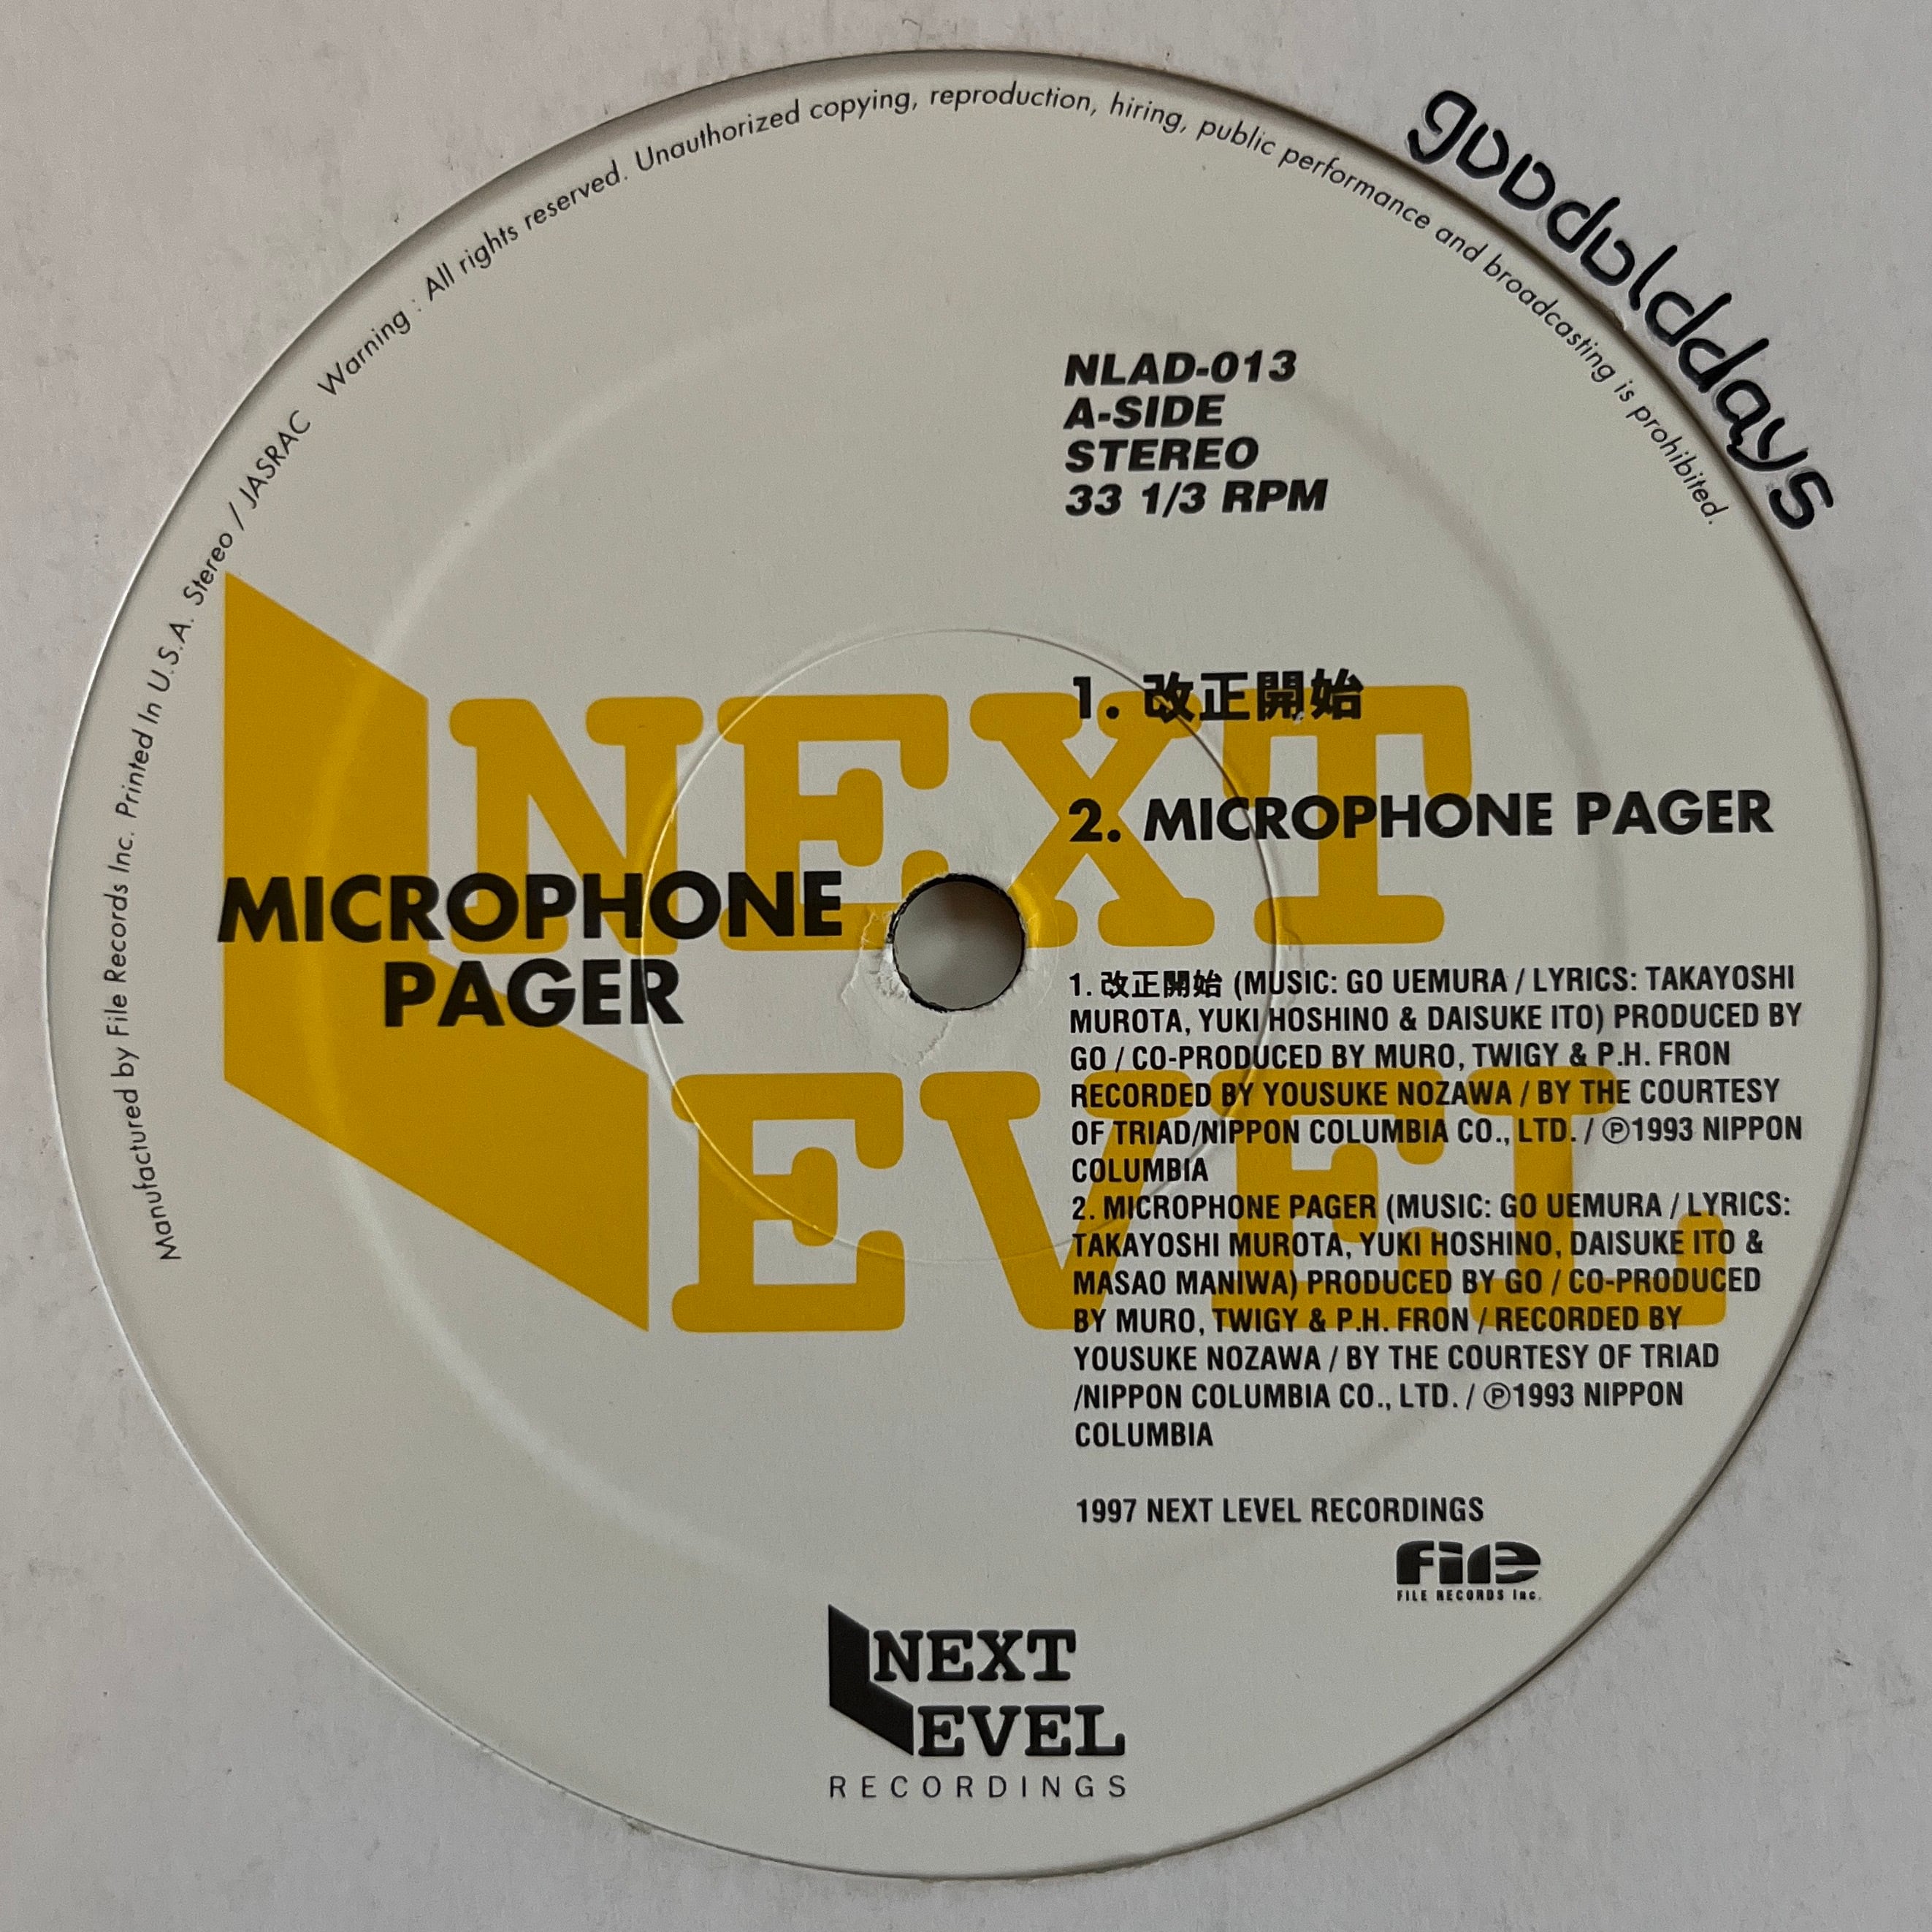 Manufactured by File Records Inc. Printed In U.S.A. Stereo / JASRAC Warning : All rights reserved. Unauthorized copying, reproduction, hiring, public performance and broadcasting is prohibited.
goodolddays
NLAD-013
A-SIDE
STEREO
33 1/3 RPM
NEXT
LEVEL
MICROPHONE
PAGER
1. 改正開始
2. MICROPHONE PAGER
1. 改正開始 (MUSIC: GO UEMURA / LYRICS: TAKAYOSHI
MUROTA, YUKI HOSHINO & DAISUKE ITO) PRODUCED BY
GO / CO-PRODUCED BY MURO, TWIGY & P.H. FRON
RECORDED BY YOUSUKE NOZAWA / BY THE COURTESY
OF TRIAD/NIPPON COLUMBIA CO., LTD. / ℗1993 NIPPON
COLUMBIA
2. MICROPHONE PAGER (MUSIC: GO UEMURA / LYRICS:
TAKAYOSHI MUROTA, YUKI HOSHINO, DAISUKE ITO &
MASAO MANIWA) PRODUCED BY GO / CO-PRODUCED
BY MURO, TWIGY & P.H. FRON / RECORDED BY
YOUSUKE NOZAWA / BY THE COURTESY OF TRIAD
/NIPPON COLUMBIA CO., LTD. / ℗1993 NIPPON
COLUMBIA
1997 NEXT LEVEL RECORDINGS
File
FILE RECORDS Inc.
NEXT
LEVEL
RECORDINGS